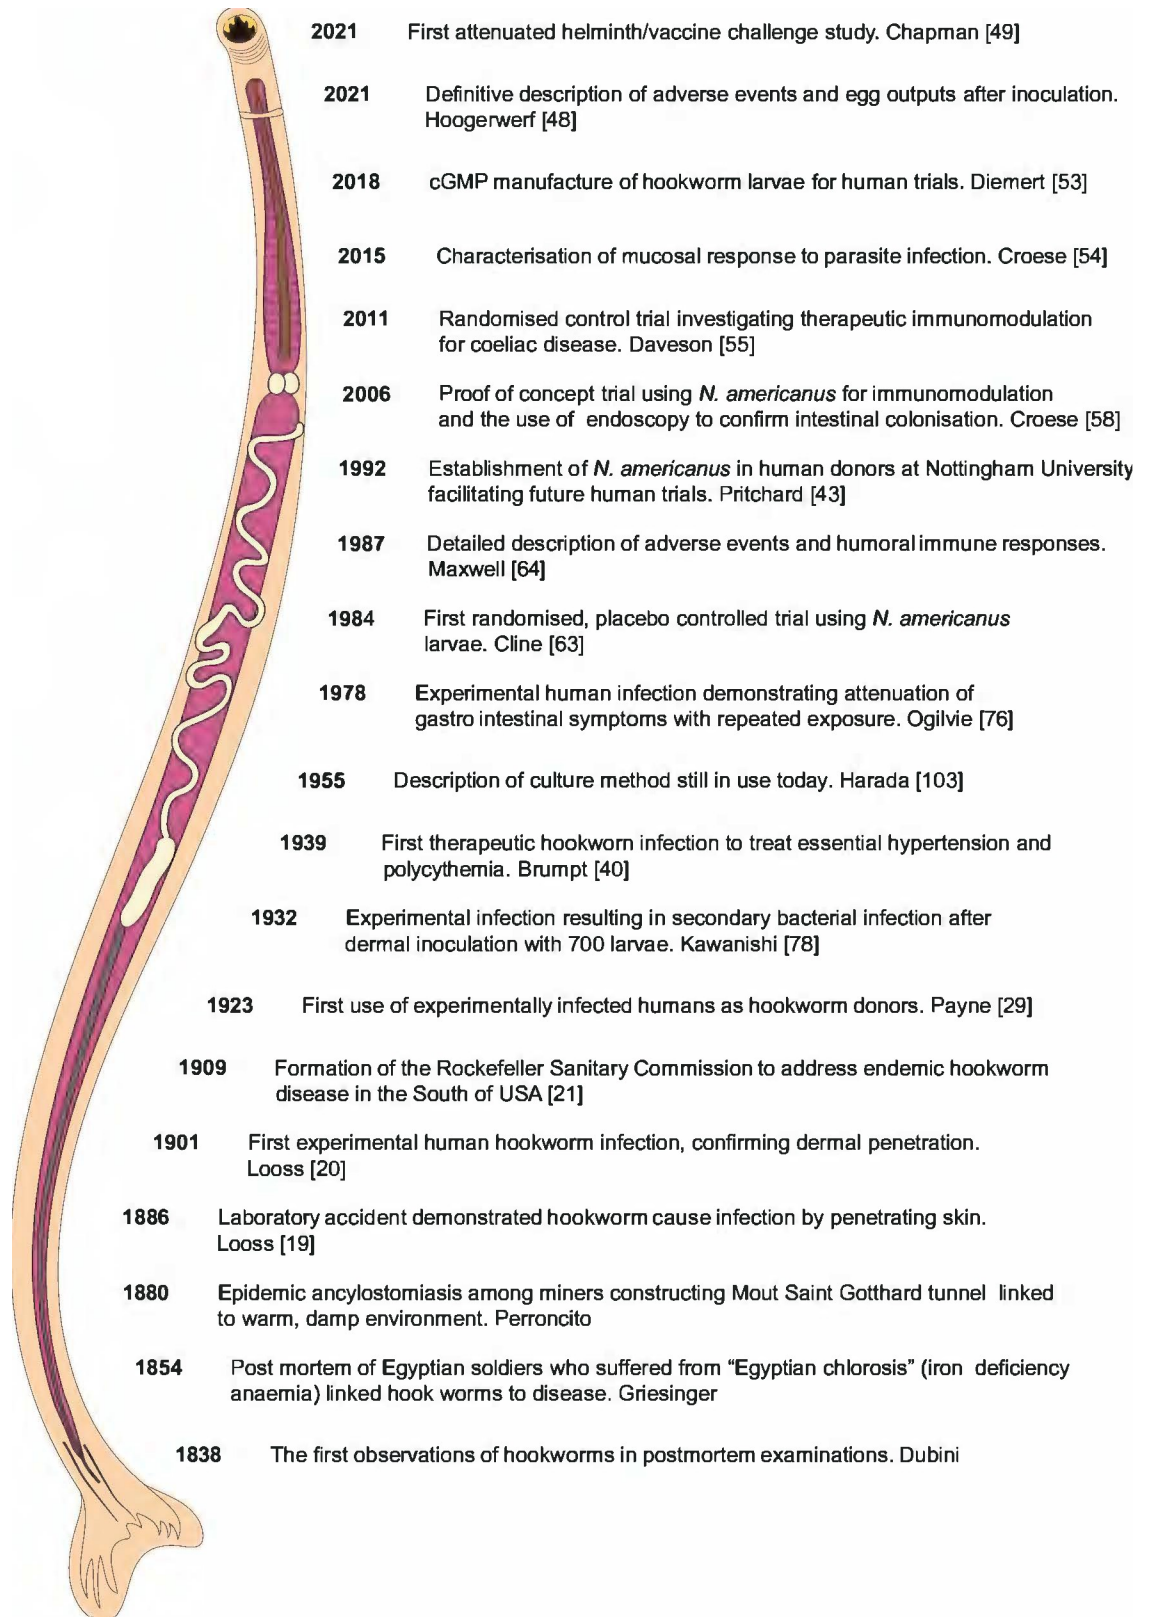 2021 First attenuated helminth/vaccine challenge study. Chapman [49]
2021 Definitive description of adverse events and egg outputs after inoculation.
Hoogerwerf [48]
2018 cGMP manufacture of hookworm larvae for human trials. Diemert [53]
2015 Characterisation of mucosal response to parasite infection. Croese [54]
2011 Randomised control trial investigating therapeutic immunomodulation
for coeliac disease. Daveson [55]
2006 Proof of concept trial using N. americanus for immunomodulation
and the use of endoscopy to confirm intestinal colonisation. Croese [58]
1992 Establishment of N. americanus in human donors at Nottingham University
facilitating future human trials. Pritchard [43]
1987 Detailed description of adverse events and humoral immune responses.
Maxwell [64]
1984 First randomised, placebo controlled trial using N. americanus
larvae. Cline [63]
1978 Experimental human infection demonstrating attenuation of
gastro intestinal symptoms with repeated exposure. Ogilvie [76]
1955 Description of culture method still in use today. Harada [103]
1939 First therapeutic hookworn infection to treat essential hypertension and
polycythemia. Brumpt [40]
1932 Experimental infection resulting in secondary bacterial infection after
dermal inoculation with 700 larvae. Kawanishi [78]
1923 First use of experimentally infected humans as hookworm donors. Payne [29]
1909 Formation of the Rockefeller Sanitary Commission to address endemic hookworm
disease in the South of USA [21]
1901 First experimental human hookworm infection, confirming dermal penetration.
Looss [20]
1886 Laboratory accident demonstrated hookworm cause infection by penetrating skin.
Looss [19]
1880 Epidemic ancylostomiasis among miners constructing Mout Saint Gotthard tunnel linked
to warm, damp environment. Perroncito
1854 Post mortem of Egyptian soldiers who suffered from “Egyptian chlorosis” (iron deficiency
anaemia) linked hook worms to disease. Griesinger
1838 The first observations of hookworms in postmortem examinations. Dubini